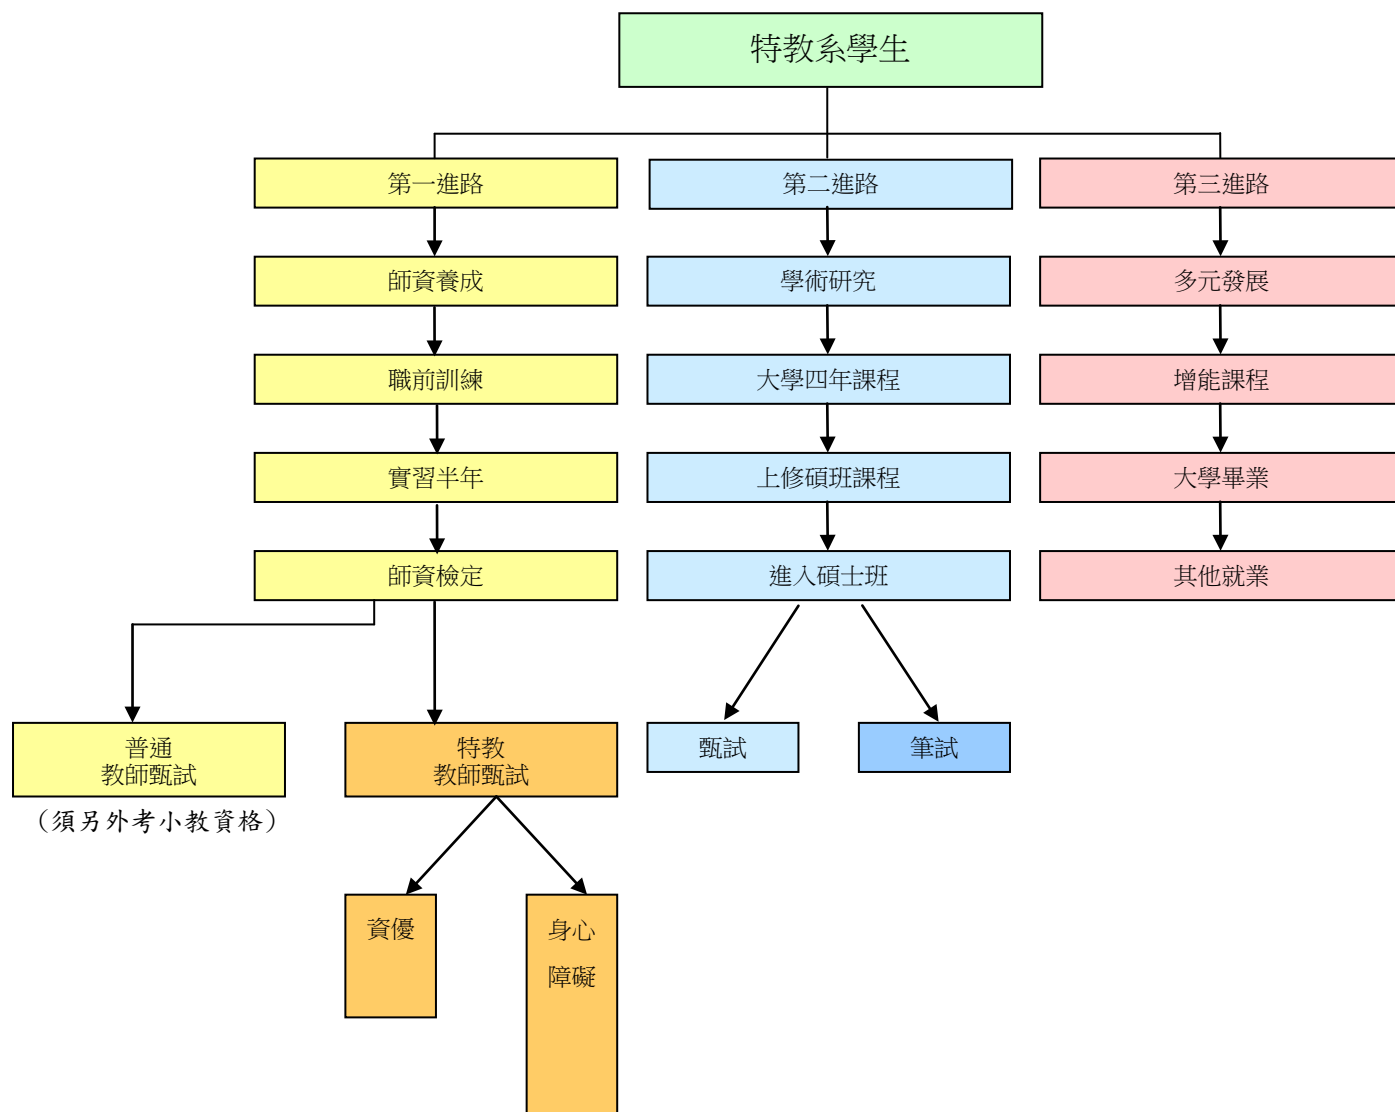 特教系學生
第一進路
第二進路
第三進路
師資養成
學術研究
多元發展
職前訓練
大學四年課程
增能課程
實習半年
上修碩班課程
大學畢業
師資檢定
進入碩士班
其他就業
普通
教師甄試
特教
教師甄試
甄試
筆試
(須另外考小教資格)
資優
身心
障礙